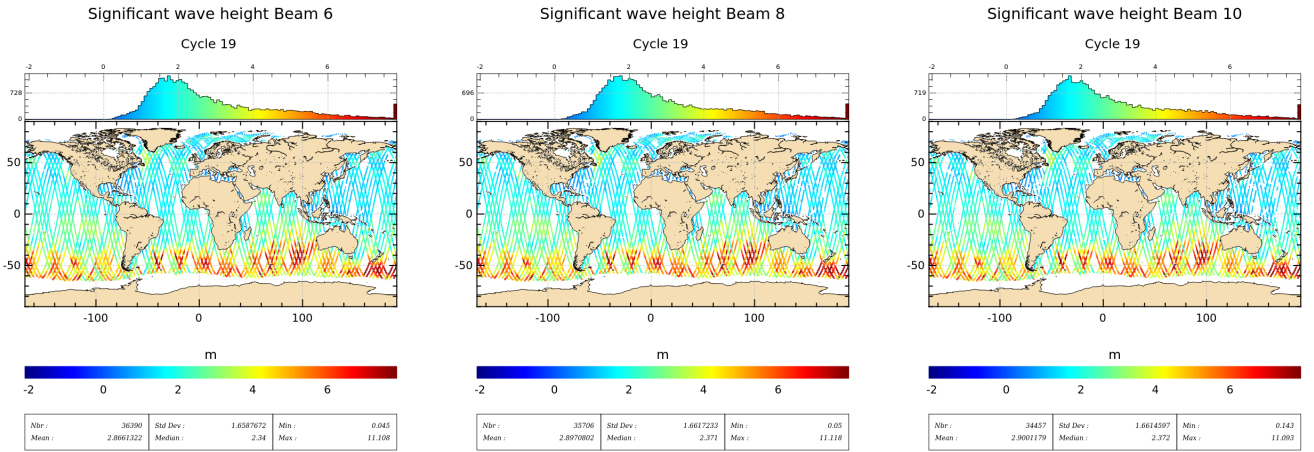 Significant wave height Beam 6
Cycle 19
-2 0 2 4 6
728
0
50
0
-50
-100 0 100
m
-2 0 2 4 6
Nbr : 36390 Std Dev : 1.6587672 Min : 0.045
Mean : 2.8661322 Median : 2.34 Max : 11.108
Significant wave height Beam 8
Cycle 19
-2 0 2 4 6
696
0
50
0
-50
-100 0 100
m
-2 0 2 4 6
Nbr : 35706 Std Dev : 1.6617233 Min : 0.05
Mean : 2.8970802 Median : 2.371 Max : 11.118
Significant wave height Beam 10
Cycle 19
-2 0 2 4 6
719
0
50
0
-50
-100 0 100
m
-2 0 2 4 6
Nbr : 34457 Std Dev : 1.6614597 Min : 0.143
Mean : 2.9001179 Median : 2.372 Max : 11.093